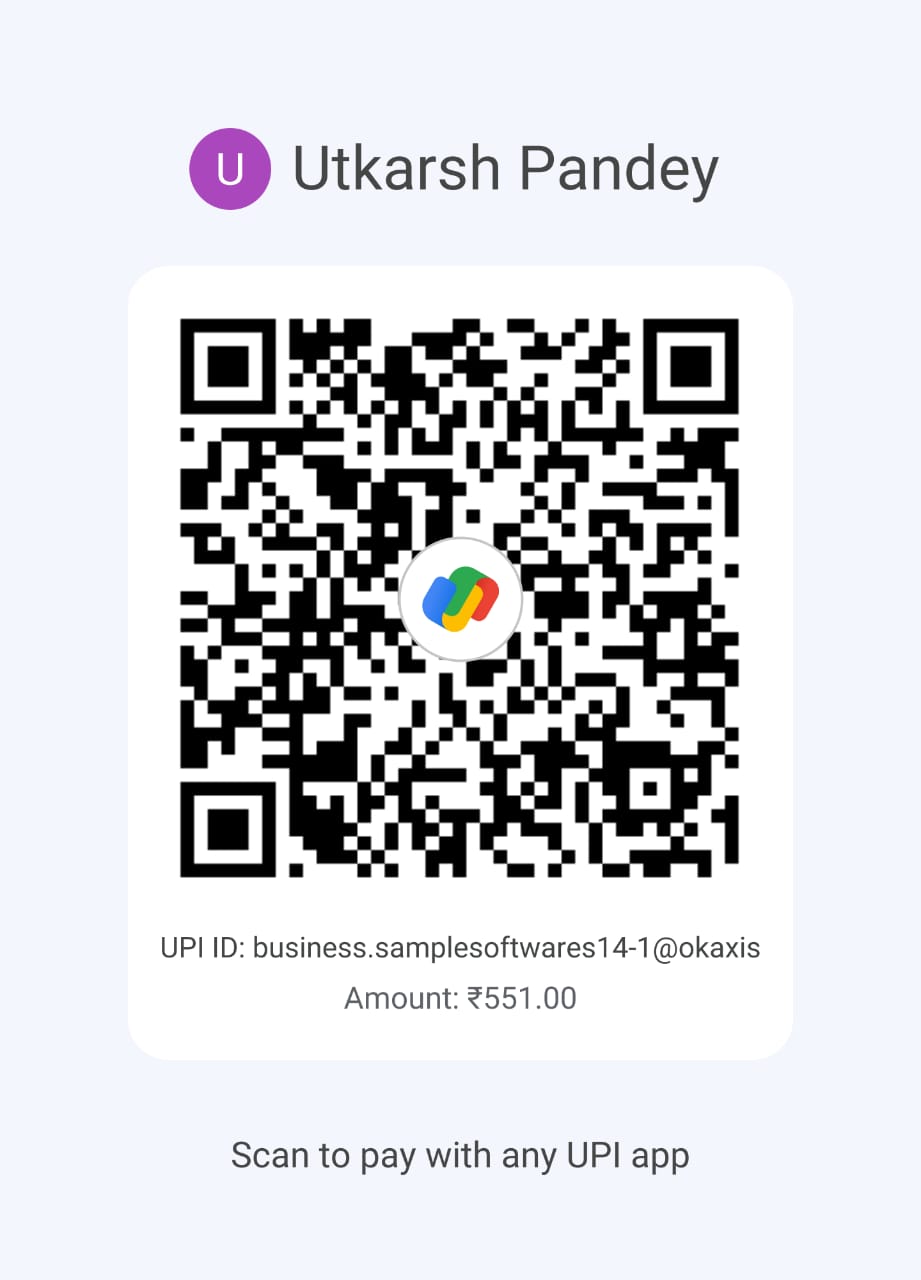 U Utkarsh Pandey
UPI ID: business.samplesoftwares14-1@okaxis
Amount: ₹551.00
Scan to pay with any UPI app